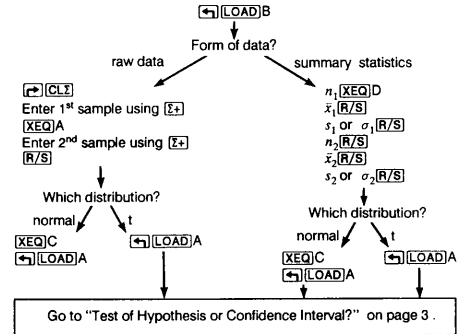 [↰] [LOAD] B
Form of data?
raw data
summary statistics
[↱] [CLΣ]
Enter 1st sample using [Σ+]
[XEQ] A
Enter 2nd sample using [Σ+]
[R/S]
Which distribution?
normal
t
[XEQ] C
[↰] [LOAD] A
[↰] [LOAD] A
n₁ [XEQ] D
x̄₁ [R/S]
s₁ or σ₁ [R/S]
n₂ [R/S]
x̄₂ [R/S]
s₂ or σ₂ [R/S]
Which distribution?
normal
t
[XEQ] C
[↰] [LOAD] A
[↰] [LOAD] A
Go to “Test of Hypothesis or Confidence Interval?” on page 3 .